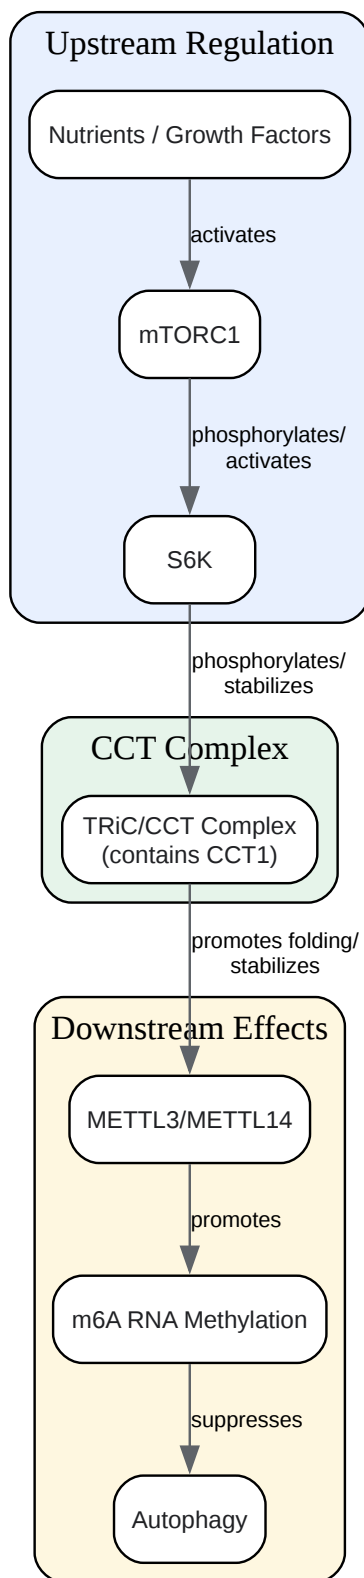 Upstream Regulation
Nutrients / Growth Factors
activates
mTORC1
phosphorylates/
activates
S6K
phosphorylates/
stabilizes
CCT Complex
TRiC/CCT Complex
(contains CCT1)
promotes folding/
stabilizes
Downstream Effects
METTL3/METTL14
promotes
m6A RNA Methylation
suppresses
Autophagy